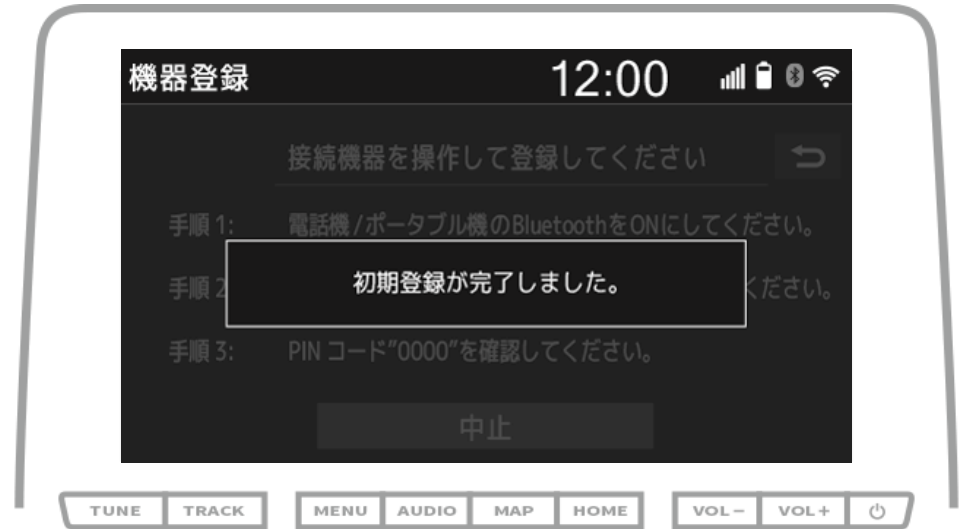 機器登録 12:00
接続機器を操作して登録してください
手順 1: 電話機/ポータブル機のBluetoothをONにしてください。
初期登録が完了しました。
手順 2 ください。
手順 3: PIN コード"0000"を確認してください。
中止
TUNE TRACK MENU AUDIO MAP HOME VOL− VOL+